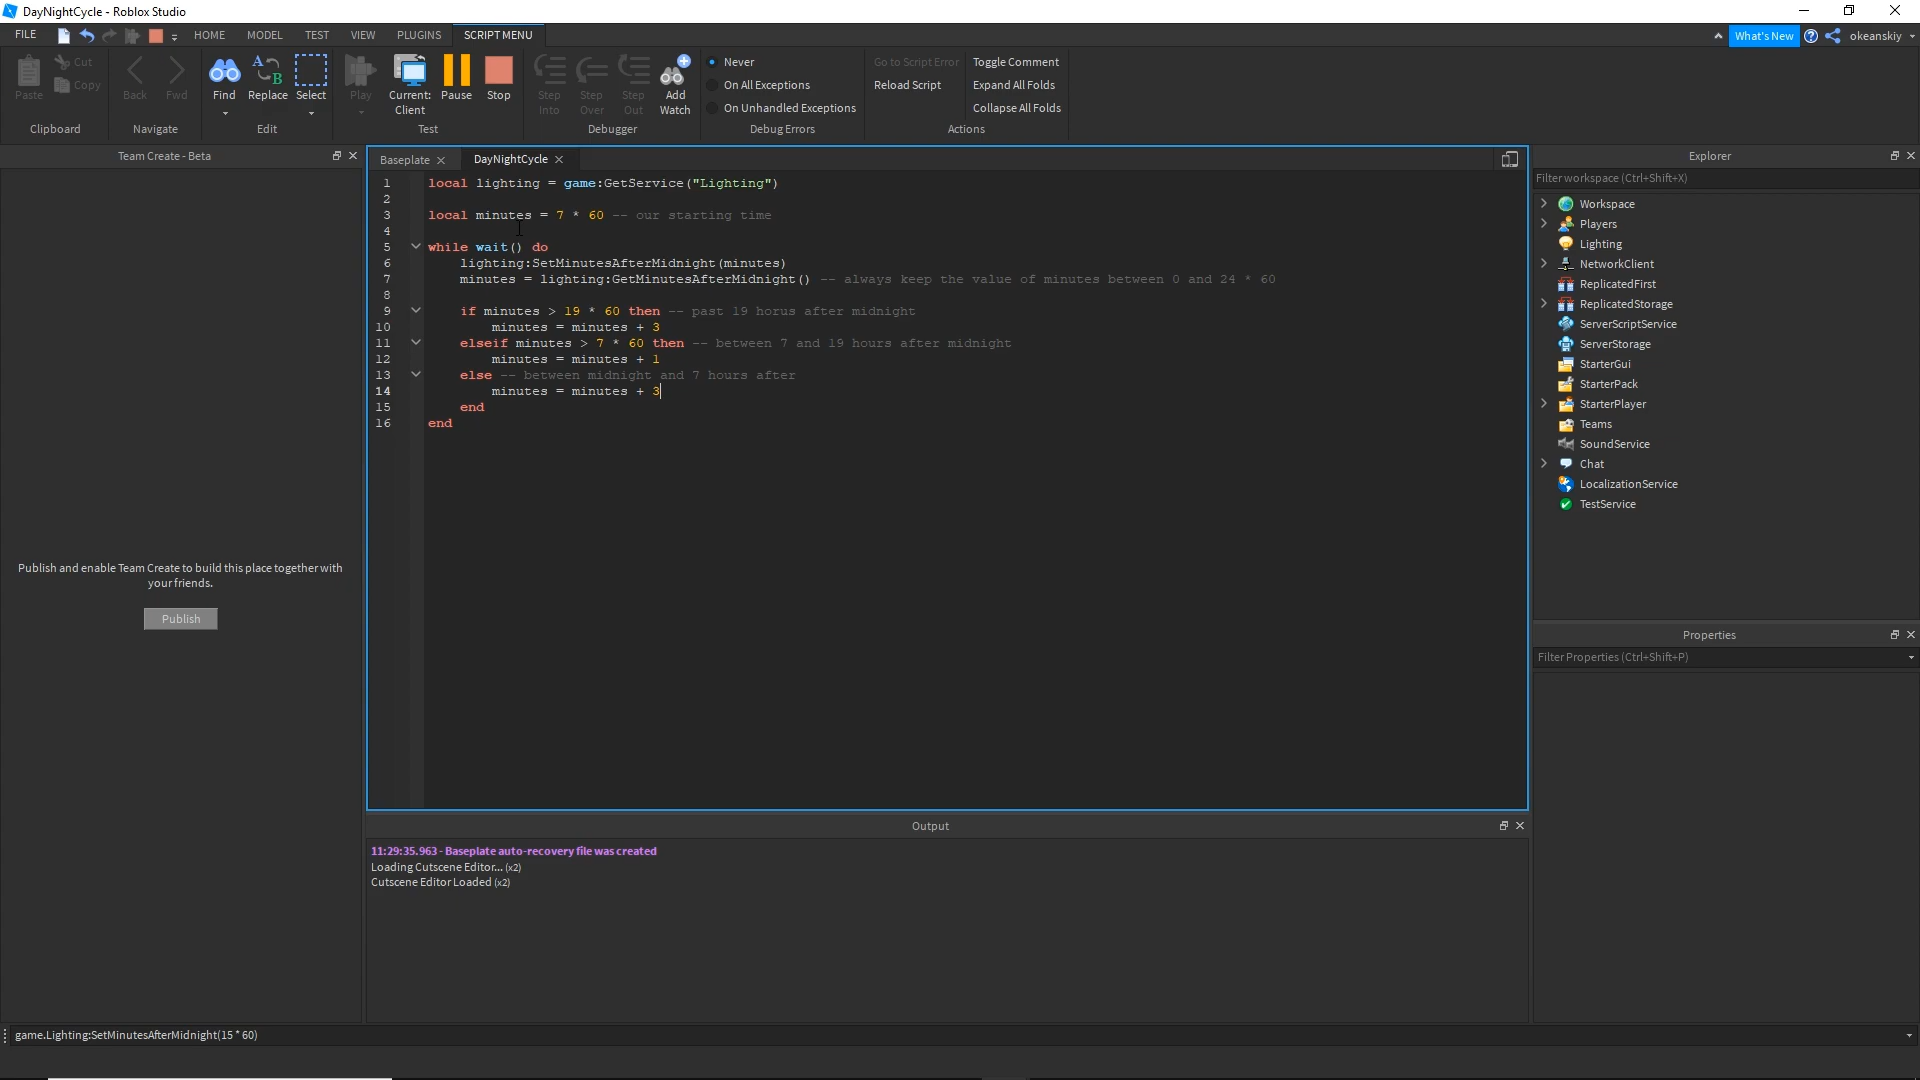 DayNightCycle - Roblox Studio
FILE HOME MODEL TEST VIEW PLUGINS SCRIPT MENU What's New okeanskiy
Paste Cut Copy Back Fwd Find Replace Select Play Current: Client Pause Stop Step Into Step Over Step Out Add Watch
Never
On All Exceptions
On Unhandled Exceptions
Go to Script Error
Reload Script
Toggle Comment
Expand All Folds
Collapse All Folds
Clipboard Navigate Edit Test Debugger Debug Errors Actions
Team Create - Beta
Publish and enable Team Create to build this place together with
your friends.
Publish
Baseplate DayNightCycle
1 local lighting = game:GetService("Lighting")
2
3 local minutes = 7 * 60 -- our starting time
4
5 while wait() do
6 lighting:SetMinutesAfterMidnight(minutes)
7 minutes = lighting:GetMinutesAfterMidnight() -- always keep the value of minutes between 0 and 24 * 60
8
9 if minutes > 19 * 60 then -- past 19 horus after midnight
10 minutes = minutes + 3
11 elseif minutes > 7 * 60 then -- between 7 and 19 hours after midnight
12 minutes = minutes + 1
13 else -- between midnight and 7 hours after
14 minutes = minutes + 3
15 end
16 end
Output
11:29:35.963 - Baseplate auto-recovery file was created
Loading Cutscene Editor... (x2)
Cutscene Editor Loaded (x2)
Explorer
Filter workspace (Ctrl+Shift+X)
Workspace
Players
Lighting
NetworkClient
ReplicatedFirst
ReplicatedStorage
ServerScriptService
ServerStorage
StarterGui
StarterPack
StarterPlayer
Teams
SoundService
Chat
LocalizationService
TestService
Properties
Filter Properties (Ctrl+Shift+P)
game.Lighting:SetMinutesAfterMidnight(15 * 60)